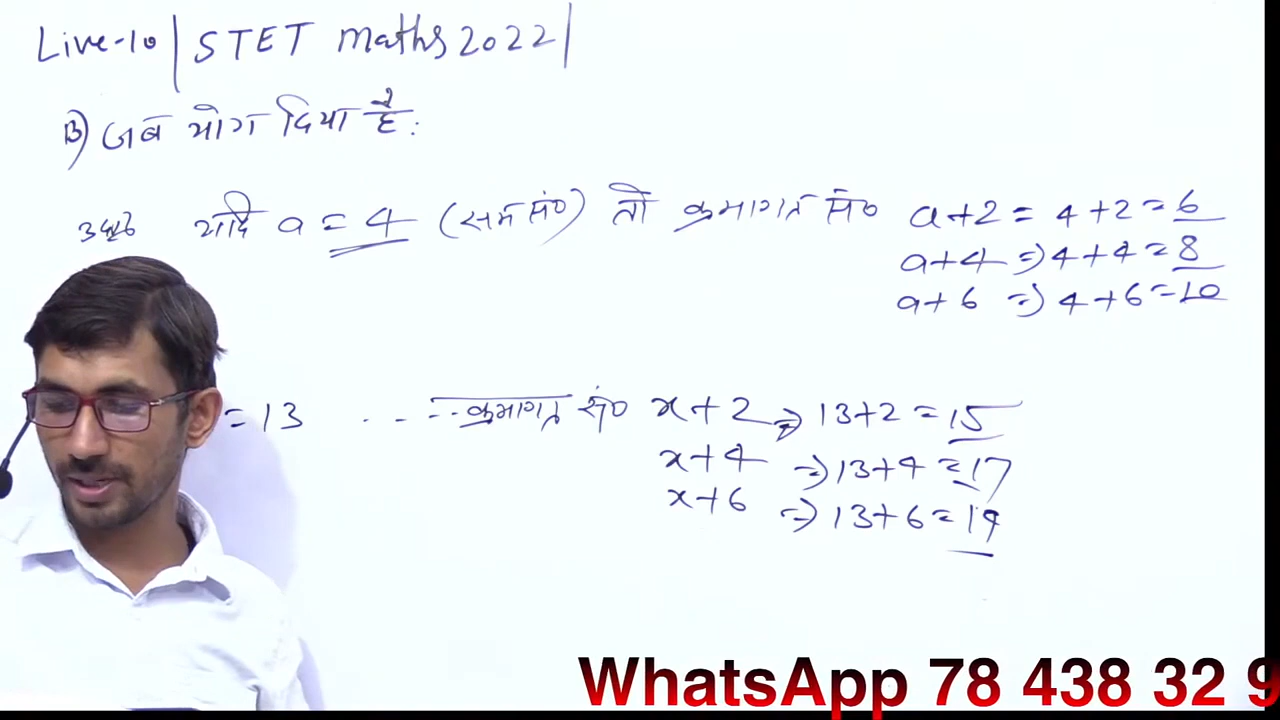 Live-10 | STET maths 2022 |
B) जब योग दिया है :
यदि a = 4 (सम सं०) तो क्रमागत सं० a+2 = 4+2 = 6
a+4 => 4+4 = 8
a+6 => 4+6 = 10
= 13 - - - - .. क्रमागत सं० x+2 => 13+2 = 15
x+4 => 13+4 = 17
x+6 => 13+6 = 19
WhatsApp 78 438 32 9